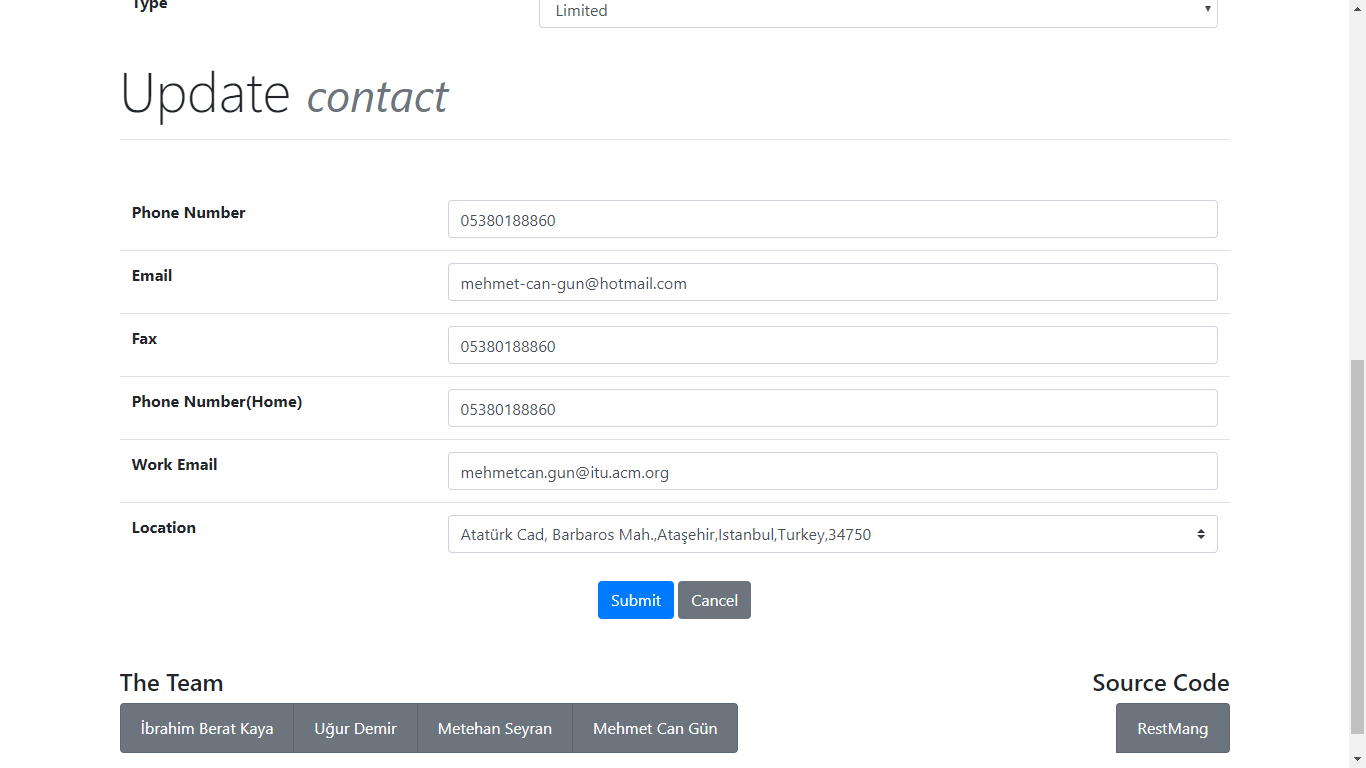 Type
Limited
Update contact
Phone Number
05380188860
Email
mehmet-can-gun@hotmail.com
Fax
05380188860
Phone Number(Home)
05380188860
Work Email
mehmetcan.gun@itu.acm.org
Location
Atatürk Cad, Barbaros Mah.,Ataşehir,Istanbul,Turkey,34750
Submit Cancel
The Team
Source Code
İbrahim Berat Kaya Uğur Demir Metehan Seyran Mehmet Can Gün
RestMang